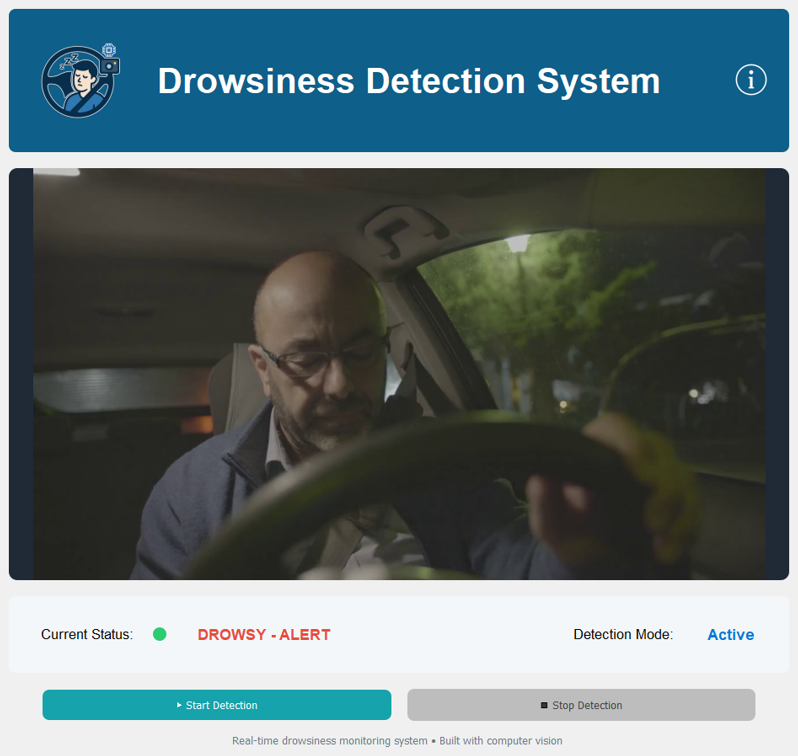 Drowsiness Detection System
Current Status: DROWSY - ALERT Detection Mode: Active
Start Detection Stop Detection
Real-time drowsiness monitoring system • Built with computer vision